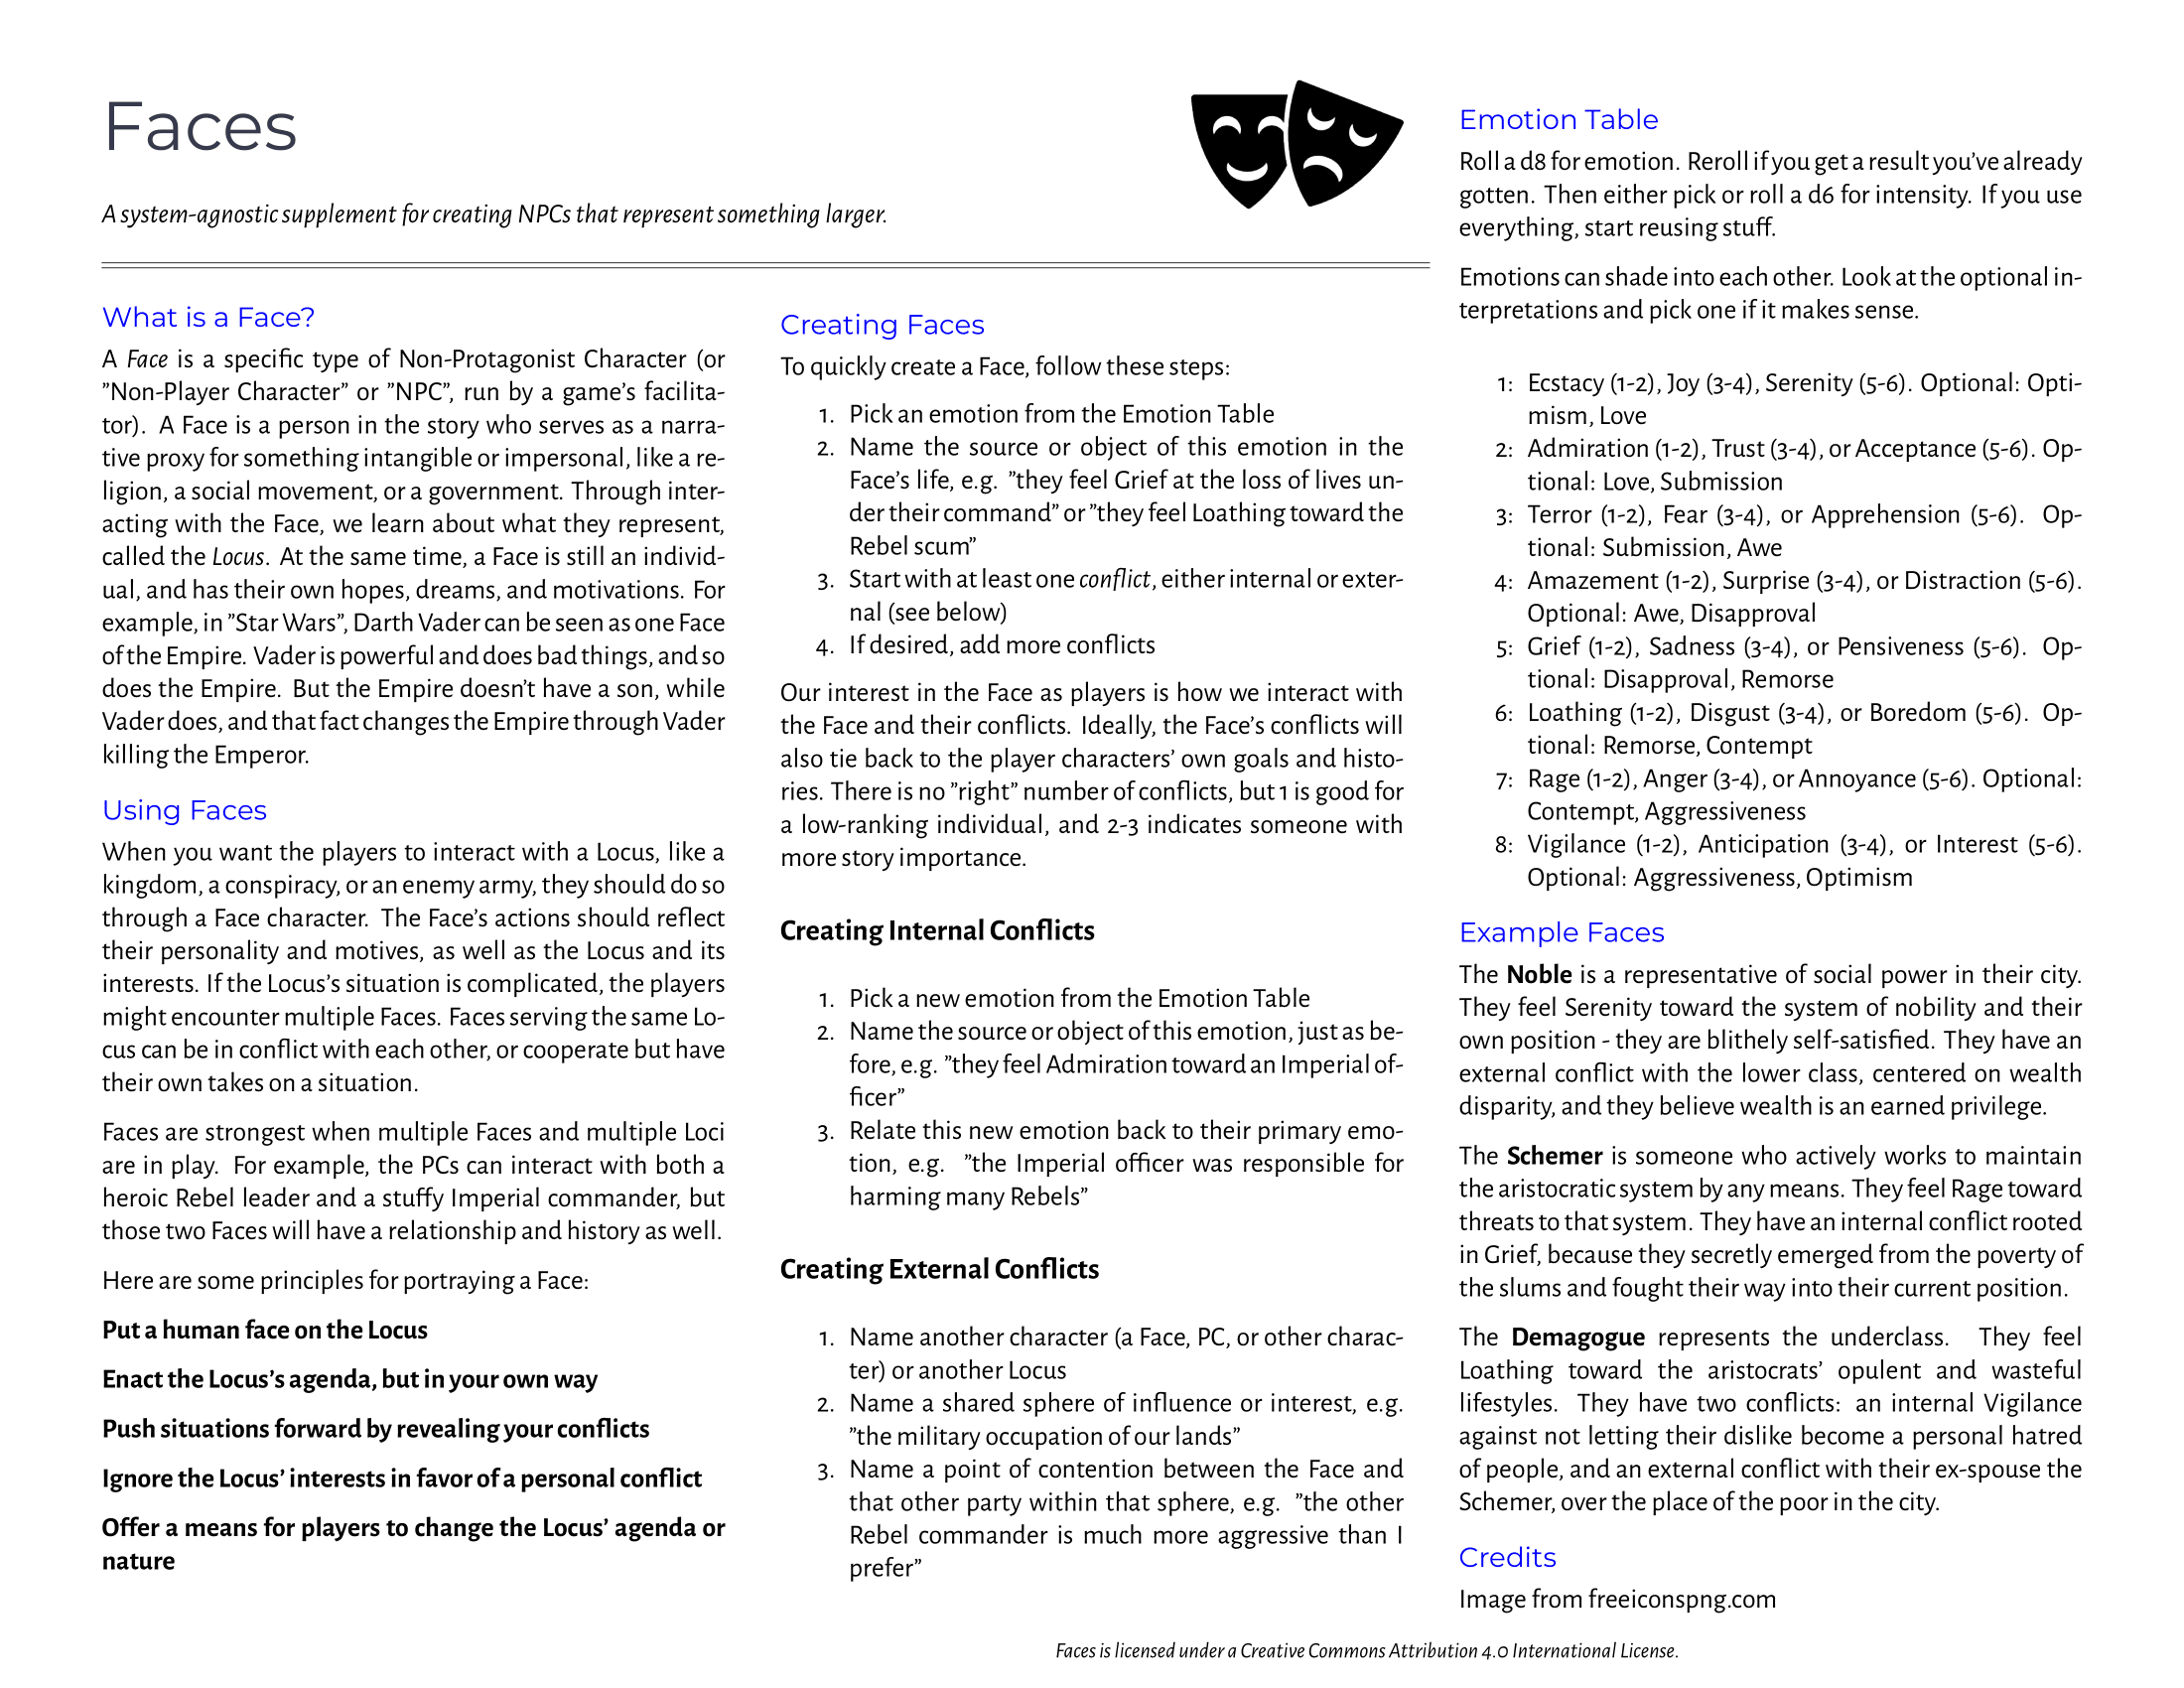 Faces
A system-agnostic supplement for creating NPCs that represent something larger.
What is a Face?
A Face is a specific type of Non-Protagonist Character (or
”Non-Player Character” or ”NPC”, run by a game’s facilita-
tor). A Face is a person in the story who serves as a narra-
tive proxy for something intangible or impersonal, like a re-
ligion, a social movement, or a government. Through inter-
acting with the Face, we learn about what they represent,
called the Locus. At the same time, a Face is still an individ-
ual, and has their own hopes, dreams, and motivations. For
example, in ”Star Wars”, Darth Vader can be seen as one Face
of the Empire. Vader is powerful and does bad things, and so
does the Empire. But the Empire doesn’t have a son, while
Vader does, and that fact changes the Empire through Vader
killing the Emperor.
Using Faces
When you want the players to interact with a Locus, like a
kingdom, a conspiracy, or an enemy army, they should do so
through a Face character. The Face’s actions should reflect
their personality and motives, as well as the Locus and its
interests. If the Locus’s situation is complicated, the players
might encounter multiple Faces. Faces serving the same Lo-
cus can be in conflict with each other, or cooperate but have
their own takes on a situation.
Faces are strongest when multiple Faces and multiple Loci
are in play. For example, the PCs can interact with both a
heroic Rebel leader and a stuffy Imperial commander, but
those two Faces will have a relationship and history as well.
Here are some principles for portraying a Face:
Put a human face on the Locus
Enact the Locus’s agenda, but in your own way
Push situations forward by revealing your conflicts
Ignore the Locus’ interests in favor of a personal conflict
Offer a means for players to change the Locus’ agenda or
nature
Creating Faces
To quickly create a Face, follow these steps:
1. Pick an emotion from the Emotion Table
2. Name the source or object of this emotion in the
Face’s life, e.g. ”they feel Grief at the loss of lives un-
der their command” or ”they feel Loathing toward the
Rebel scum”
3. Start with at least one conflict, either internal or exter-
nal (see below)
4. If desired, add more conflicts
Our interest in the Face as players is how we interact with
the Face and their conflicts. Ideally, the Face’s conflicts will
also tie back to the player characters’ own goals and histo-
ries. There is no ”right” number of conflicts, but 1 is good for
a low-ranking individual, and 2-3 indicates someone with
more story importance.
Creating Internal Conflicts
1. Pick a new emotion from the Emotion Table
2. Name the source or object of this emotion, just as be-
fore, e.g. ”they feel Admiration toward an Imperial of-
ficer”
3. Relate this new emotion back to their primary emo-
tion, e.g. ”the Imperial officer was responsible for
harming many Rebels”
Creating External Conflicts
1. Name another character (a Face, PC, or other charac-
ter) or another Locus
2. Name a shared sphere of influence or interest, e.g.
”the military occupation of our lands”
3. Name a point of contention between the Face and
that other party within that sphere, e.g. ”the other
Rebel commander is much more aggressive than I
prefer”
Emotion Table
Roll a d8 for emotion. Reroll if you get a result you’ve already
gotten. Then either pick or roll a d6 for intensity. If you use
everything, start reusing stuff.
Emotions can shade into each other. Look at the optional in-
terpretations and pick one if it makes sense.
1: Ecstacy (1-2), Joy (3-4), Serenity (5-6). Optional: Opti-
mism, Love
2: Admiration (1-2), Trust (3-4), or Acceptance (5-6). Op-
tional: Love, Submission
3: Terror (1-2), Fear (3-4), or Apprehension (5-6). Op-
tional: Submission, Awe
4: Amazement (1-2), Surprise (3-4), or Distraction (5-6).
Optional: Awe, Disapproval
5: Grief (1-2), Sadness (3-4), or Pensiveness (5-6). Op-
tional: Disapproval, Remorse
6: Loathing (1-2), Disgust (3-4), or Boredom (5-6). Op-
tional: Remorse, Contempt
7: Rage (1-2), Anger (3-4), or Annoyance (5-6). Optional:
Contempt, Aggressiveness
8: Vigilance (1-2), Anticipation (3-4), or Interest (5-6).
Optional: Aggressiveness, Optimism
Example Faces
The Noble is a representative of social power in their city.
They feel Serenity toward the system of nobility and their
own position - they are blithely self-satisfied. They have an
external conflict with the lower class, centered on wealth
disparity, and they believe wealth is an earned privilege.
The Schemer is someone who actively works to maintain
the aristocratic system by any means. They feel Rage toward
threats to that system. They have an internal conflict rooted
in Grief, because they secretly emerged from the poverty of
the slums and fought their way into their current position.
The Demagogue represents the underclass. They feel
Loathing toward the aristocrats’ opulent and wasteful
lifestyles. They have two conflicts: an internal Vigilance
against not letting their dislike become a personal hatred
of people, and an external conflict with their ex-spouse the
Schemer, over the place of the poor in the city.
Credits
Image from freeiconspng.com
Faces is licensed under a Creative Commons Attribution 4.0 International License.